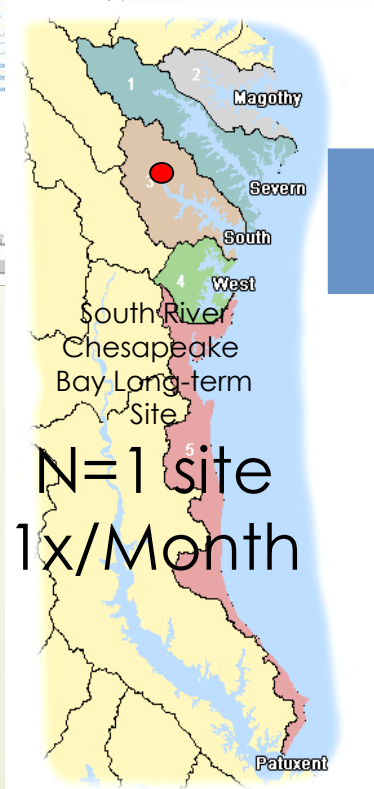 1
2
Magothy
3
Severn
South
4
West
South River
Chesapeake
Bay Long-term
Site
5
N=1 site
1x/Month
Patuxent